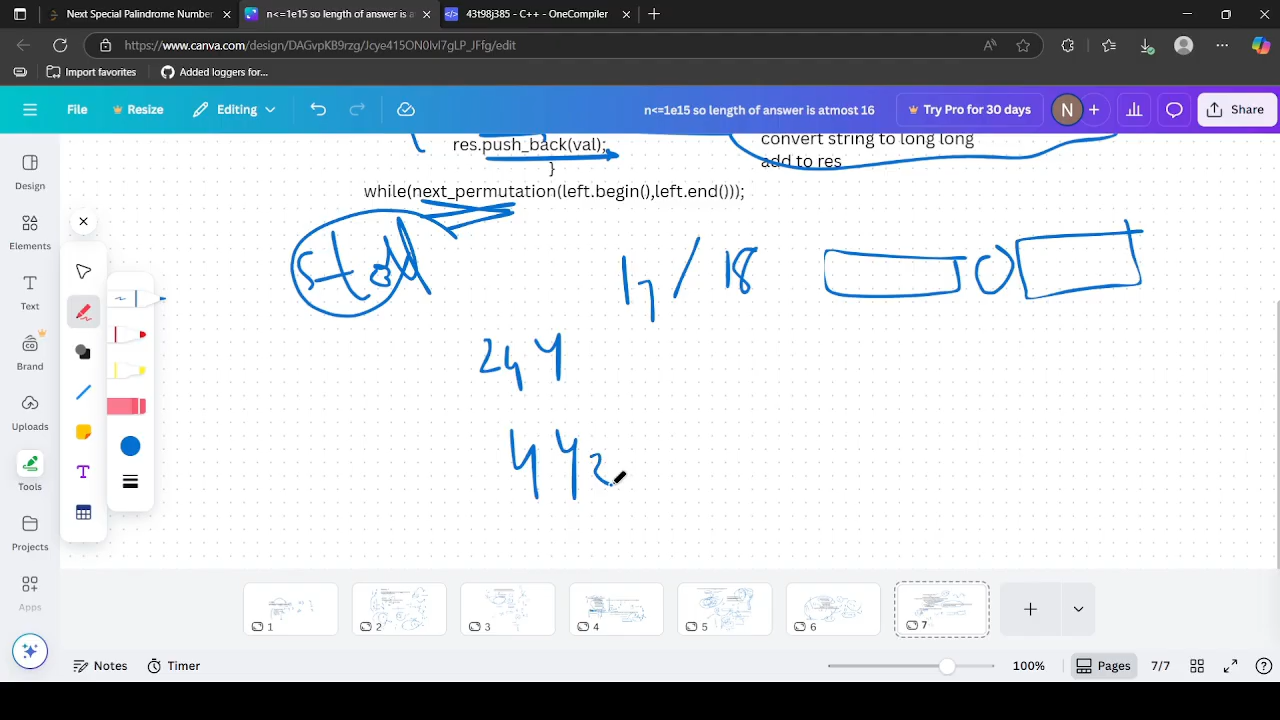 Next Special Palindrome Number
n<=1e15 so length of answer is a
43t98j385 - C++ - OneCompiler
https://www.canva.com/design/DAGvpKB9rzg/Jcye415ON0lvl7gLP_JFfg/edit
Import favorites
Added loggers for...
File
Resize
Editing
n<=1e15 so length of answer is atmost 16
N
Try Pro for 30 days
Share
Design
Elements
Text
Brand
Uploads
Tools
Projects
Apps
res.push_back(val);
}
while(next_permutation(left.begin(),left.end()));
convert string to long long
add to res
stoll
17 / 18
244
442
1
2
3
4
5
6
7
Notes
Timer
100%
Pages
7/7